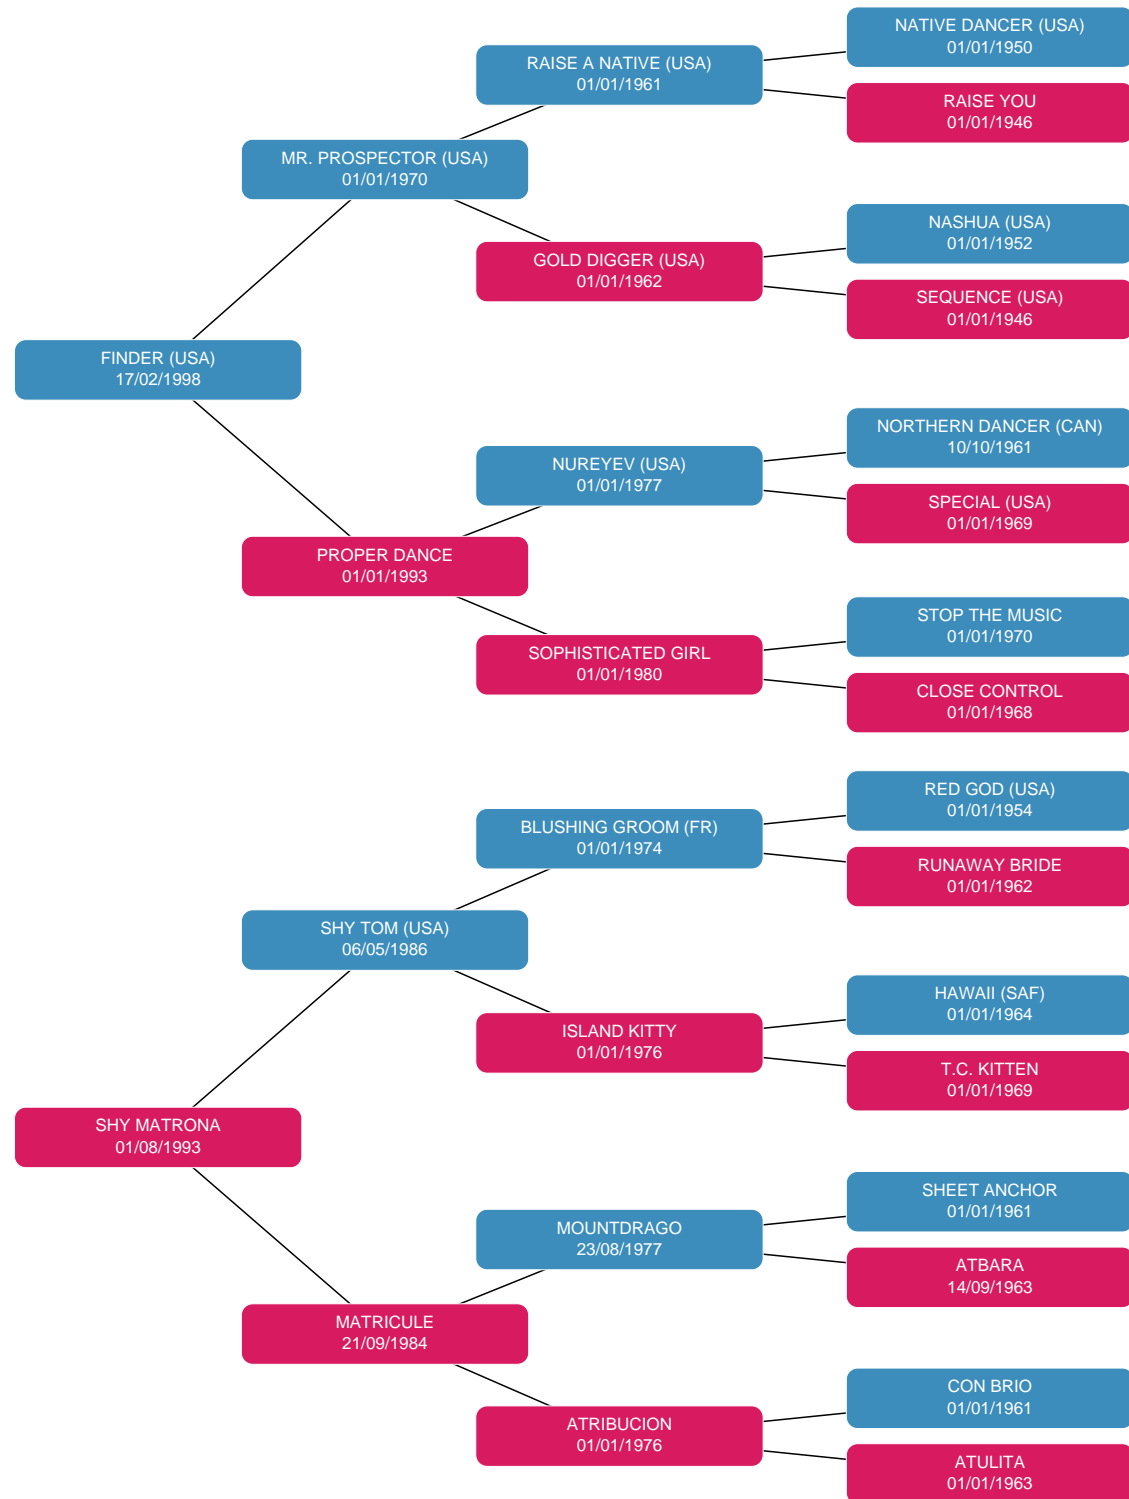 NATIVE DANCER (USA)
01/01/1950
RAISE A NATIVE (USA)
01/01/1961
RAISE YOU
01/01/1946
MR. PROSPECTOR (USA)
01/01/1970
NASHUA (USA)
01/01/1952
GOLD DIGGER (USA)
01/01/1962
SEQUENCE (USA)
01/01/1946
FINDER (USA)
17/02/1998
NORTHERN DANCER (CAN)
10/10/1961
NUREYEV (USA)
01/01/1977
SPECIAL (USA)
01/01/1969
PROPER DANCE
01/01/1993
STOP THE MUSIC
01/01/1970
SOPHISTICATED GIRL
01/01/1980
CLOSE CONTROL
01/01/1968
RED GOD (USA)
01/01/1954
BLUSHING GROOM (FR)
01/01/1974
RUNAWAY BRIDE
01/01/1962
SHY TOM (USA)
06/05/1986
HAWAII (SAF)
01/01/1964
ISLAND KITTY
01/01/1976
T.C. KITTEN
01/01/1969
SHY MATRONA
01/08/1993
SHEET ANCHOR
01/01/1961
MOUNTDRAGO
23/08/1977
ATBARA
14/09/1963
MATRICULE
21/09/1984
CON BRIO
01/01/1961
ATRIBUCION
01/01/1976
ATULITA
01/01/1963